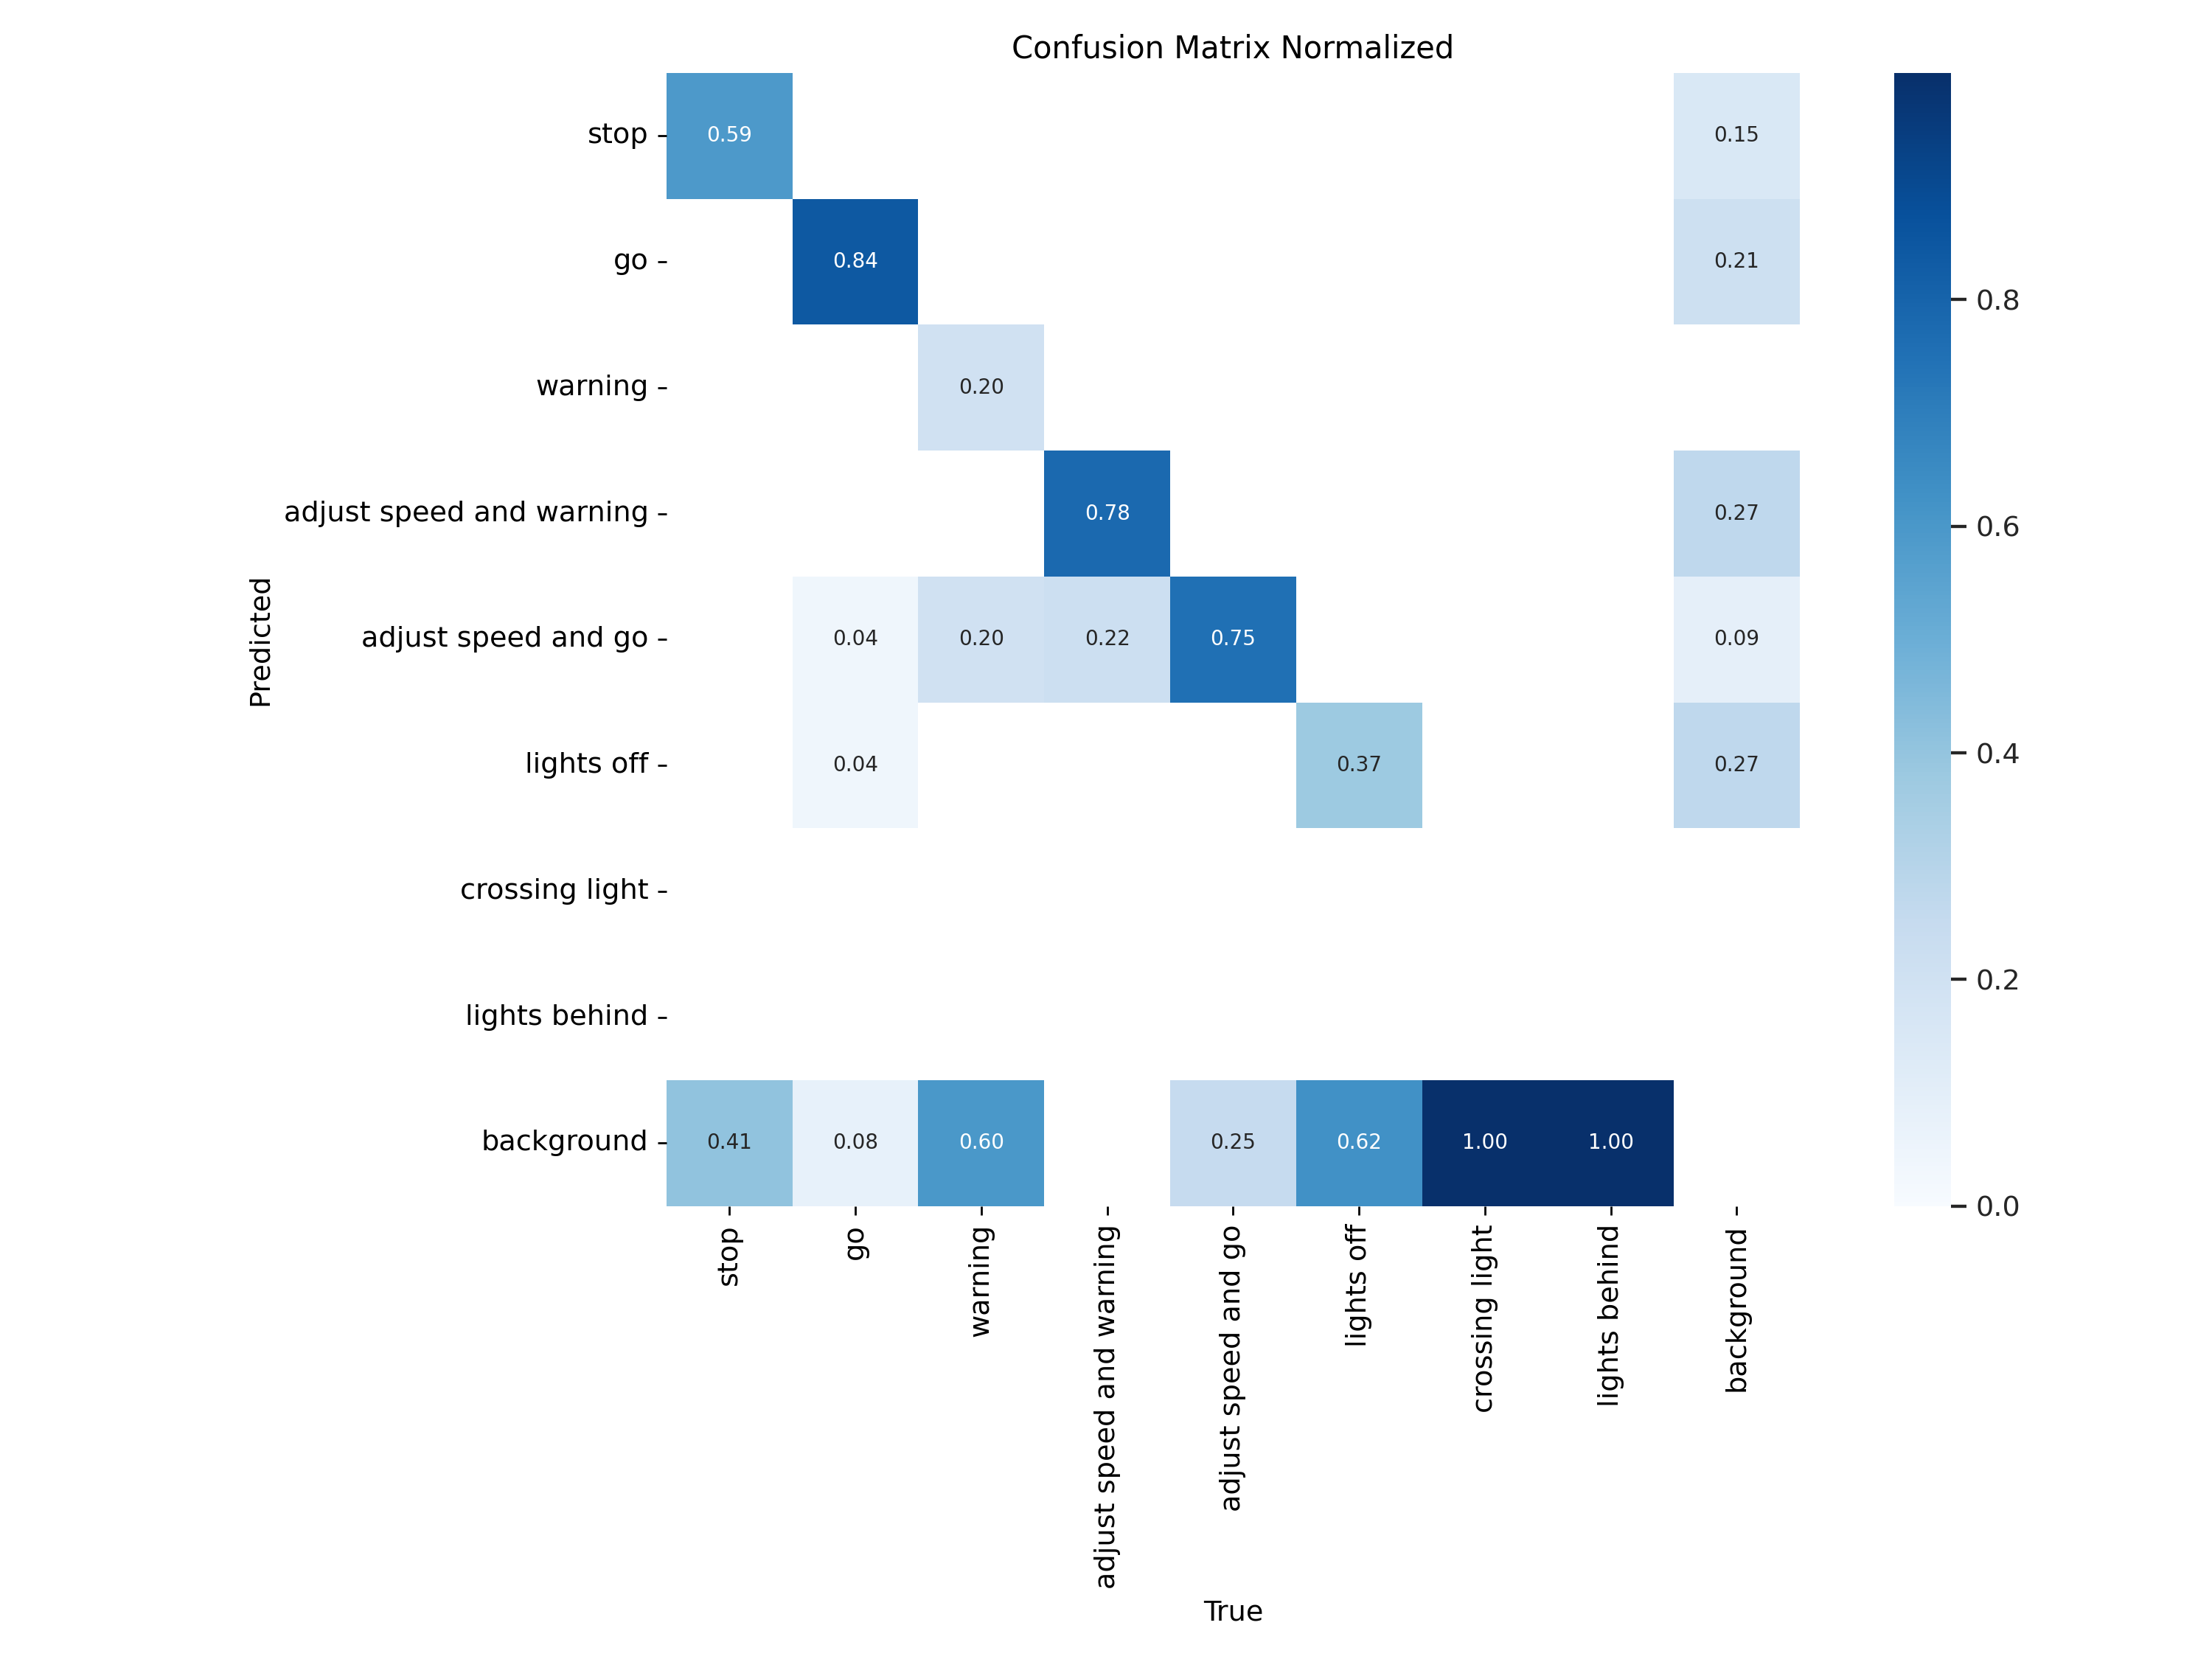 Confusion Matrix Normalized
stop 0.59 0.15
go 0.84 0.21
warning 0.20
adjust speed and warning 0.78 0.27
adjust speed and go 0.04 0.20 0.22 0.75 0.09
lights off 0.04 0.37 0.27
crossing light
lights behind
background 0.41 0.08 0.60 0.25 0.62 1.00 1.00
Predicted
stop
go
warning
adjust speed and warning
adjust speed and go
lights off
crossing light
lights behind
background
True
0.8
0.6
0.4
0.2
0.0